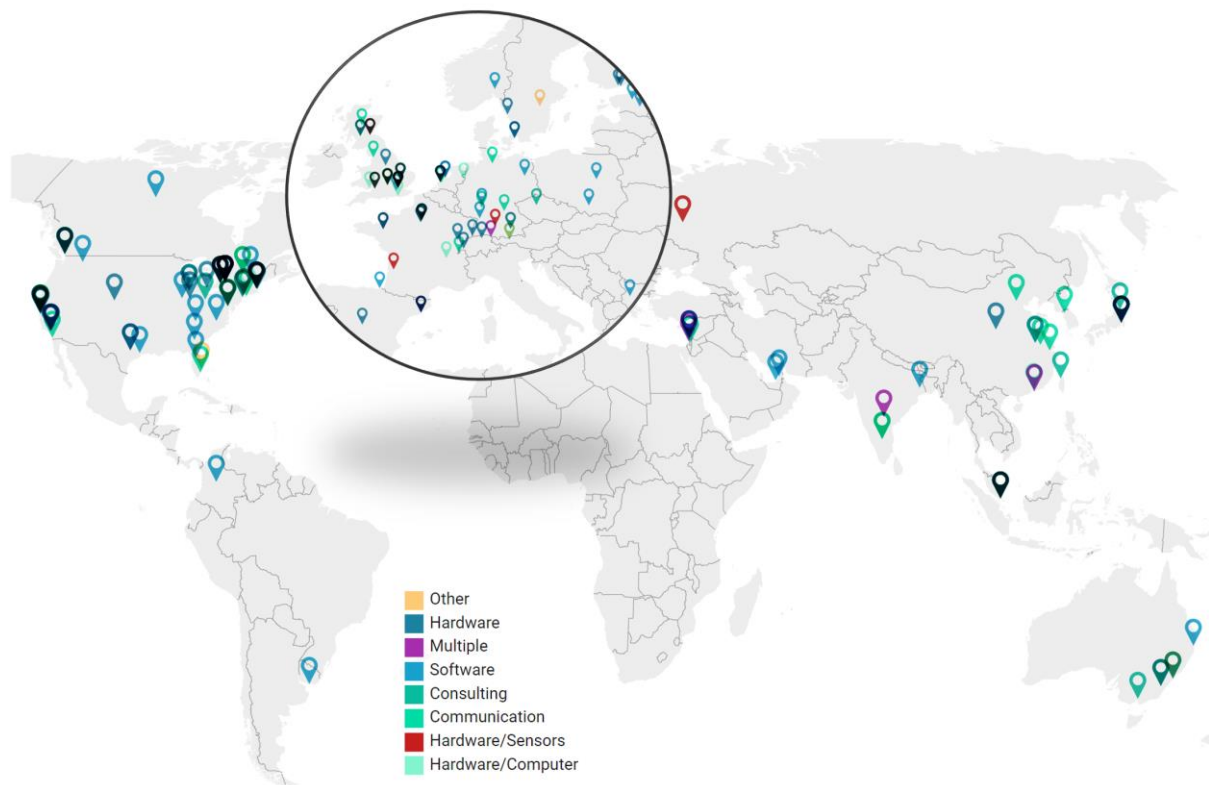 Other
Hardware
Multiple
Software
Consulting
Communication
Hardware/Sensors
Hardware/Computer